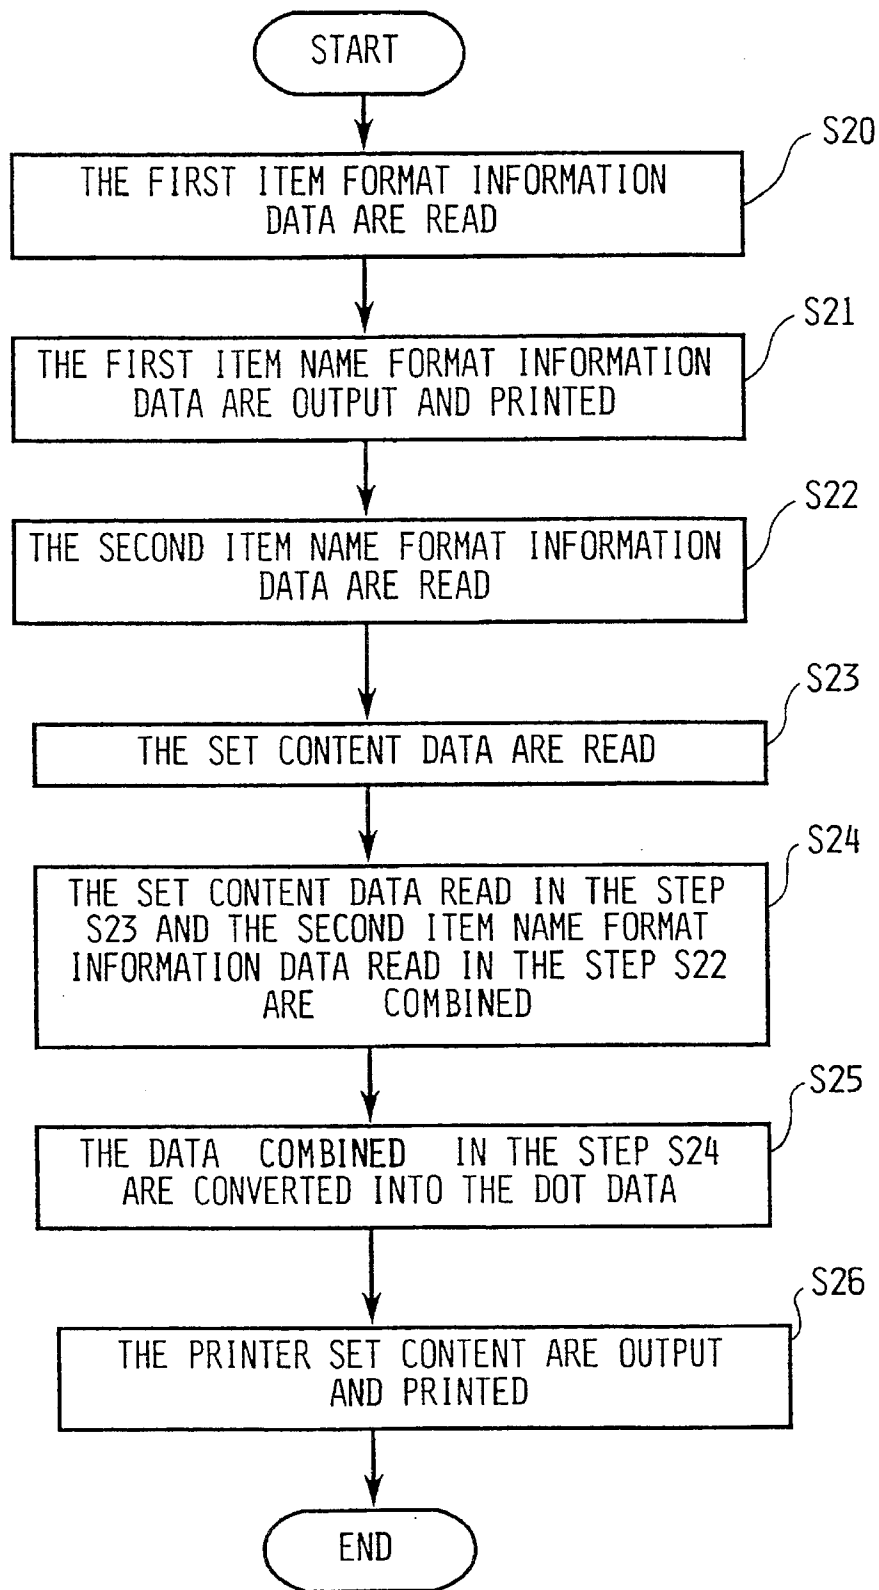 START
S20
THE FIRST ITEM FORMAT INFORMATION
DATA ARE READ
S21
THE FIRST ITEM NAME FORMAT INFORMATION
DATA ARE OUTPUT AND PRINTED
S22
THE SECOND ITEM NAME FORMAT INFORMATION
DATA ARE READ
S23
THE SET CONTENT DATA ARE READ
S24
THE SET CONTENT DATA READ IN THE STEP
S23 AND THE SECOND ITEM NAME FORMAT
INFORMATION DATA READ IN THE STEP S22
ARE COMBINED
S25
THE DATA COMBINED IN THE STEP S24
ARE CONVERTED INTO THE DOT DATA
S26
THE PRINTER SET CONTENT ARE OUTPUT
AND PRINTED
END